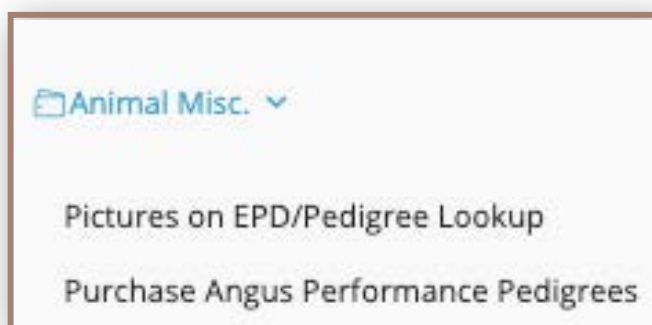 Animal Misc.
Pictures on EPD/Pedigree Lookup
Purchase Angus Performance Pedigrees